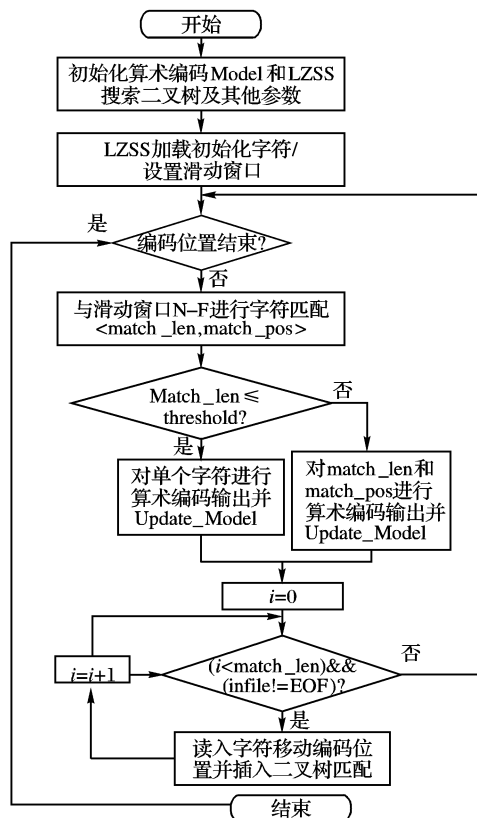 开始
初始化算术编码Model和LZSS
搜索二叉树及其他参数
LZSS加载初始化字符/
设置滑动窗口
是
编码位置结束?
否
与滑动窗口N-F进行字符匹配
<match_len,match_pos>
Match_len≤
threshold?
否
是
对单个字符进行
算术编码输出并
Update_Model
对match_len和
match_pos进行
算术编码输出并
Update_Model
i=0
i=i+1
(i<match_len)&&
(infile!=EOF)?
否
是
读入字符移动编码位
置并插入二叉树匹配
结束